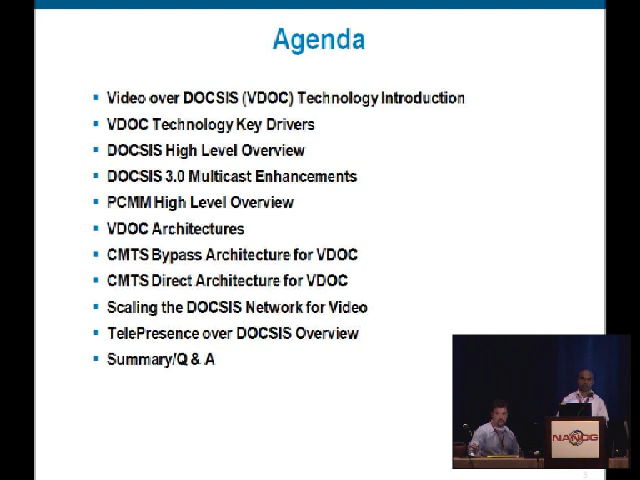 Agenda
Video over DOCSIS (VDOC) Technology Introduction
VDOC Technology Key Drivers
DOCSIS High Level Overview
DOCSIS 3.0 Multicast Enhancements
PCMM High Level Overview
VDOC Architectures
CMTS Bypass Architecture for VDOC
CMTS Direct Architecture for VDOC
Scaling the DOCSIS Network for Video
TelePresence over DOCSIS Overview
Summary/Q & A
NANOG